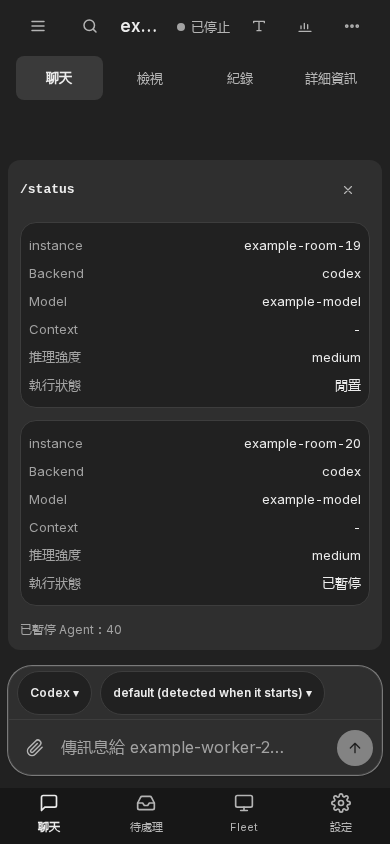 ex... 已停止
聊天 檢視 紀錄 詳細資訊
/status
instance example-room-19
Backend codex
Model example-model
Context -
推理強度 medium
執行狀態 閒置
instance example-room-20
Backend codex
Model example-model
Context -
推理強度 medium
執行狀態 已暫停
已暫停 Agent：40
Codex ▾ default (detected when it starts) ▾
傳訊息給 example-worker-2...
聊天 待處理 Fleet 設定